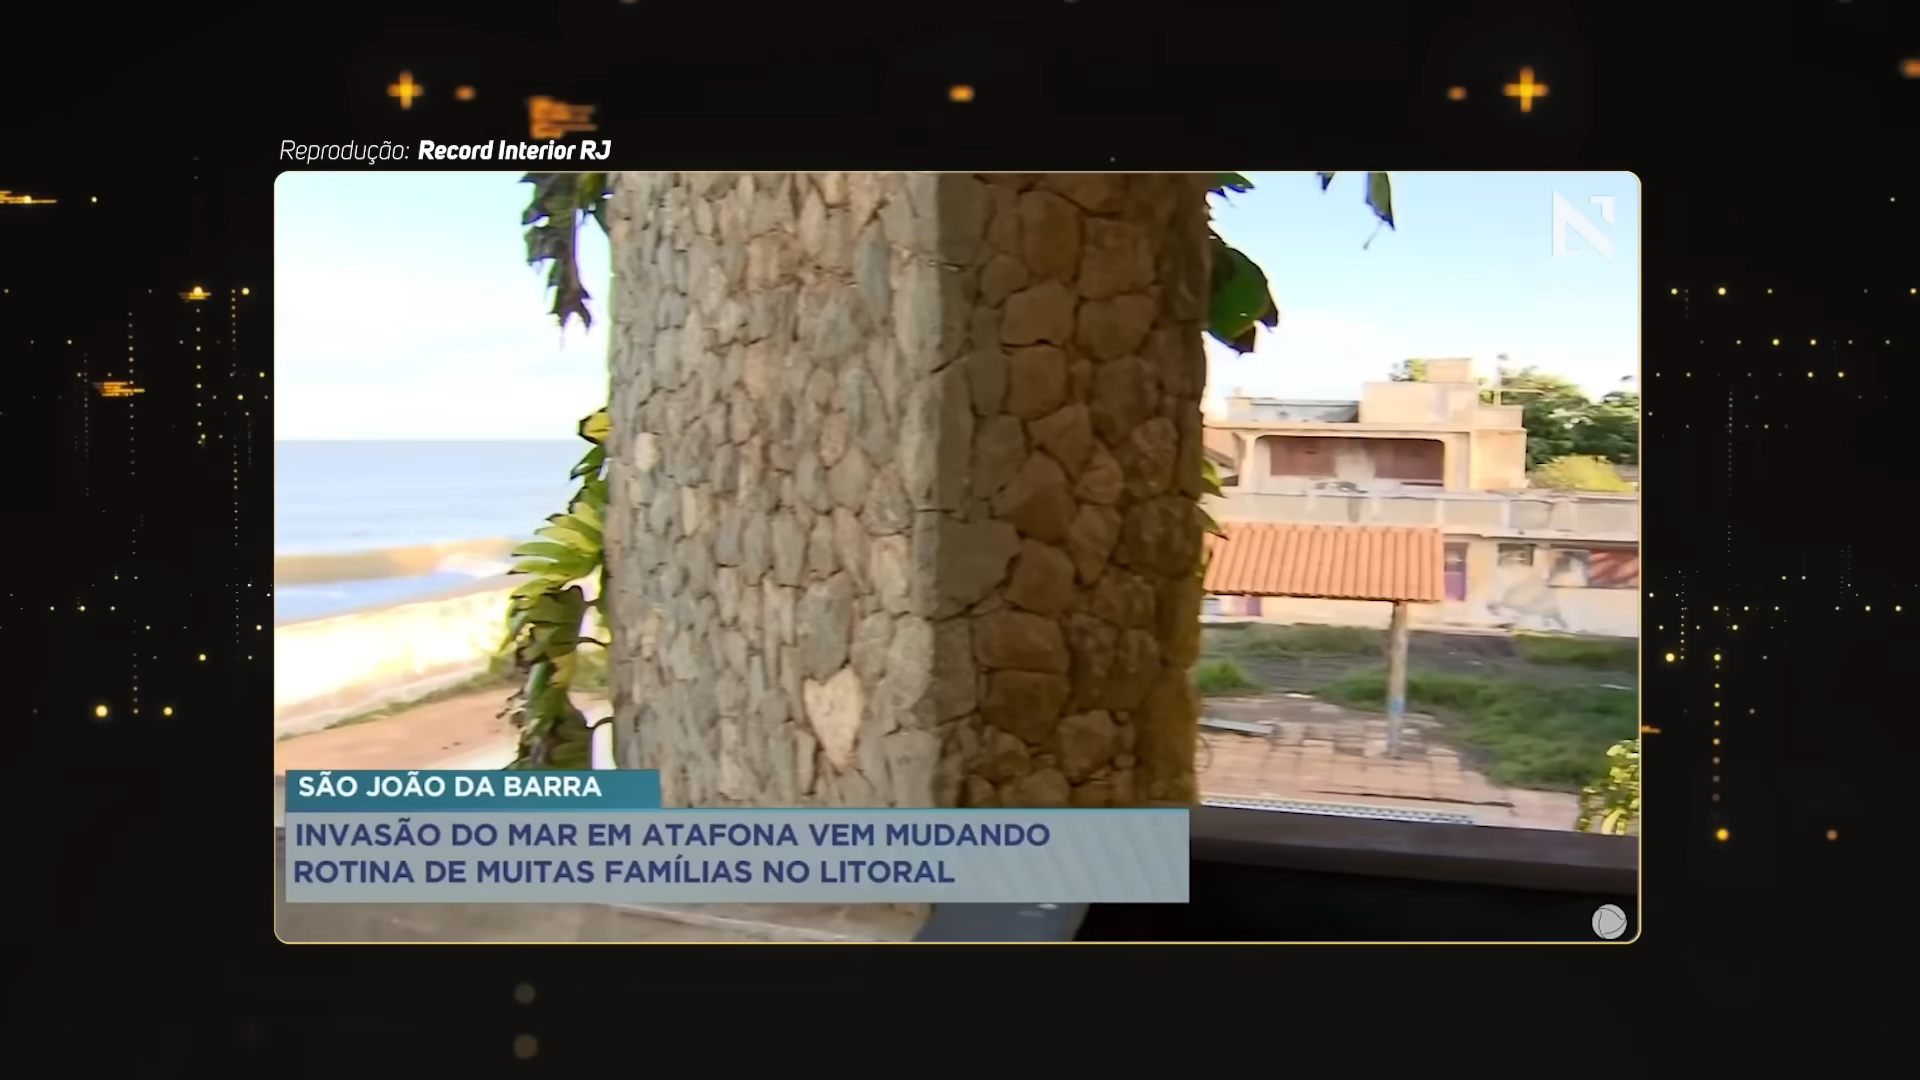 Reprodução: Record Interior RJ
SÃO JOÃO DA BARRA
INVASÃO DO MAR EM ATAFONA VEM MUDANDO
ROTINA DE MUITAS FAMÍLIAS NO LITORAL